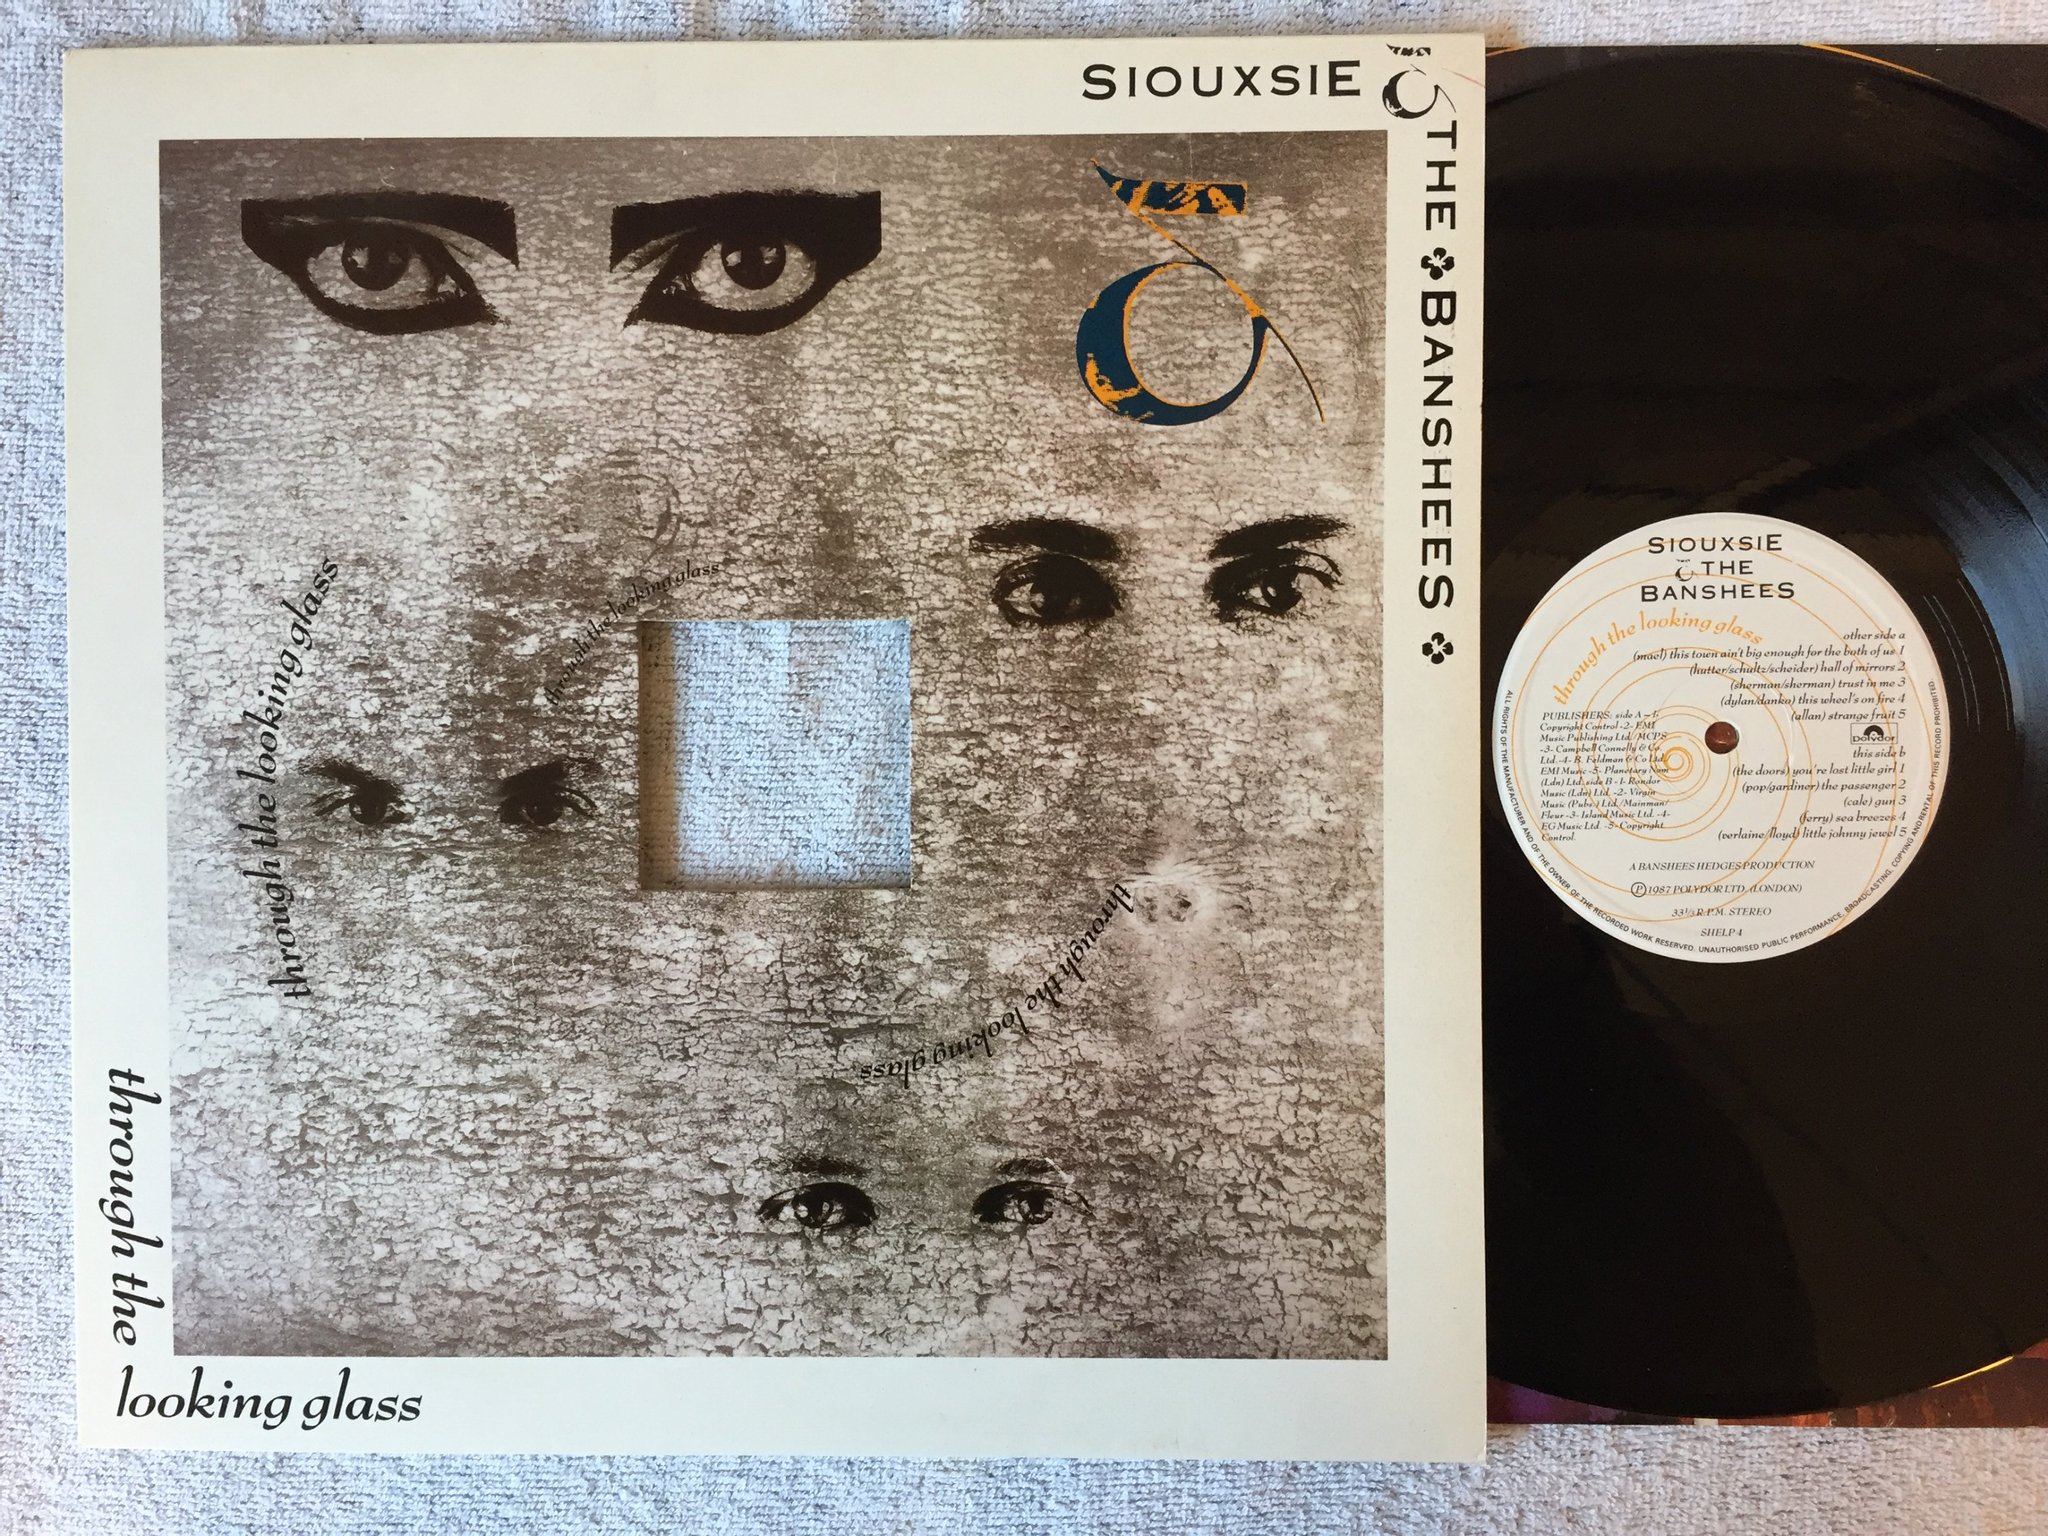 SIOUXSIE
THE ✤ BANSHEES ✤
through the looking glass
through the looking glass
through the looking glass
through the
looking glass
SIOUXSIE
& THE
BANSHEES
through the looking glass
other side a
(mael) this town ain't big enough for the both of us 1
(hutter/schultz/scheider) hall of mirrors 2
(sherman/sherman) trust in me 3
(dylan/danko) this wheel's on fire 4
(allan) strange fruit 5
PUBLISHERS: side A -1-
Copyright Control -2- EMI
Music Publishing Ltd./MCPS
-3- Campbell Connelly & Co.
Ltd. -4- B. Feldman & Co Ltd.
EMI Music -5- Planetary Nom
(Ldn) Ltd. side B -1- Rondor
Music (Ldn) Ltd. -2- Virgin
Music (Pubs.) Ltd./Mainman/
Fleur -3- Island Music Ltd. -4-
EG Music Ltd. -5- Copyright
Control.
polydor
this side b
(the doors) you're lost little girl 1
(pop/gardiner) the passenger 2
(cale) gun 3
(ferry) sea breezes 4
(verlaine/lloyd) little johnny jewel 5
A BANSHEES HEDGES PRODUCTION
Ⓟ 1987 POLYDOR LTD. (LONDON)
33⅓ R.P.M. STEREO
SHELP 4
ALL RIGHTS OF THE MANUFACTURER AND OF THE OWNER OF THE RECORDED WORK RESERVED. UNAUTHORISED PUBLIC PERFORMANCE, BROADCASTING, COPYING AND RENTAL OF THIS RECORD PROHIBITED.